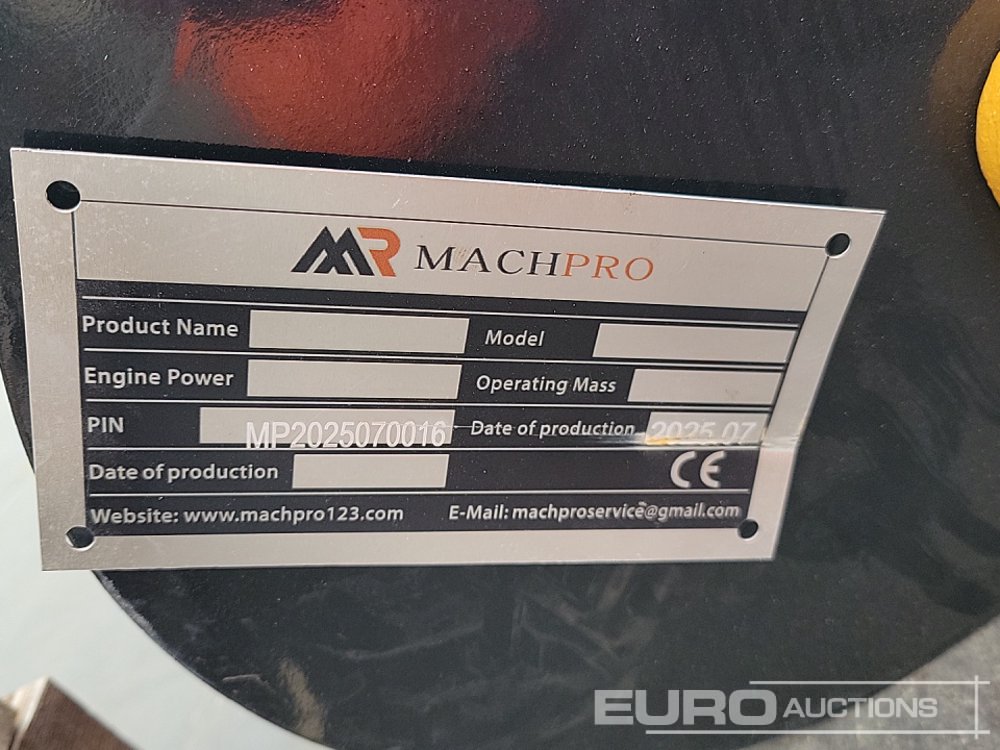 MR MACHPRO
Product Name Model
Engine Power Operating Mass
PIN MP2025070016 Date of production 2025.07
Date of production CE
Website: www.machpro123.com E-Mail: machproservice@gmail.com
EURO AUCTIONS